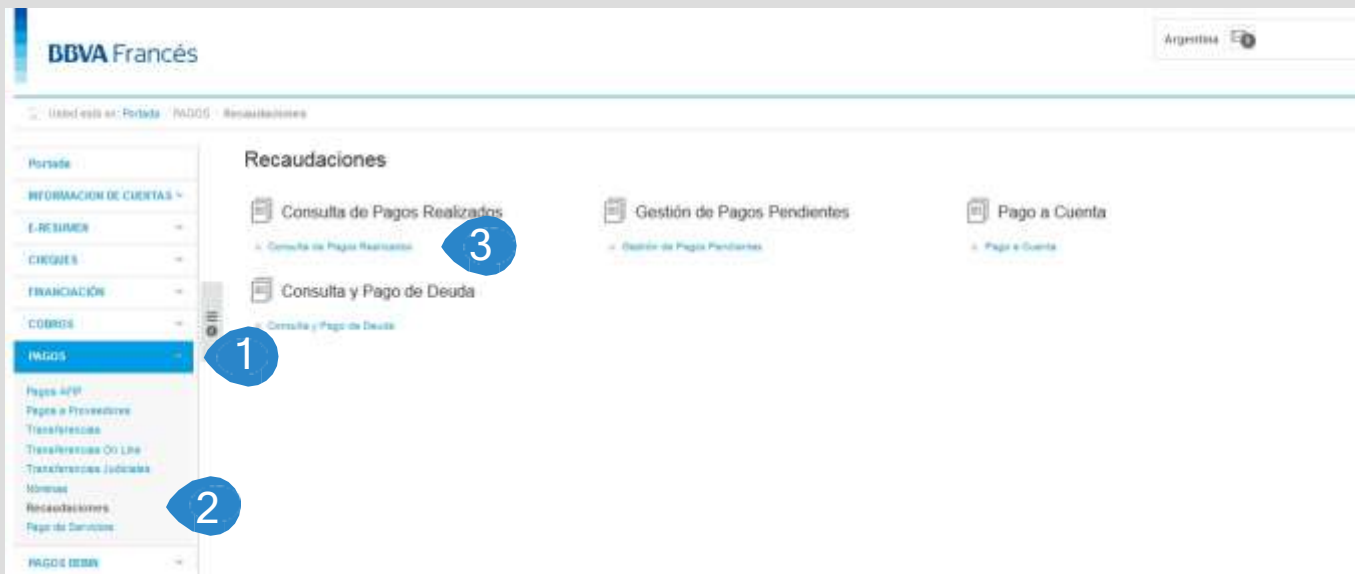 BBVA Francés
Argentina
Usted está en: Portada PAGOS Recaudaciones
Portada
INFORMACION DE CUENTAS
E-RESUMEN
CHEQUES
FINANCIACIÓN
COBROS
PAGOS
1
Pagos AFIP
Pagos a Proveedores
Transferencias
Transferencias On Line
Transferencias Judiciales
Nóminas
Recaudaciones
2
Pago de Servicios
PAGOS DEBIN
Recaudaciones
Consulta de Pagos Realizados
Consulta de Pagos Realizados
3
Gestión de Pagos Pendientes
Gestión de Pagos Pendientes
Pago a Cuenta
Pago a Cuenta
Consulta y Pago de Deuda
Consulta y Pago de Deuda